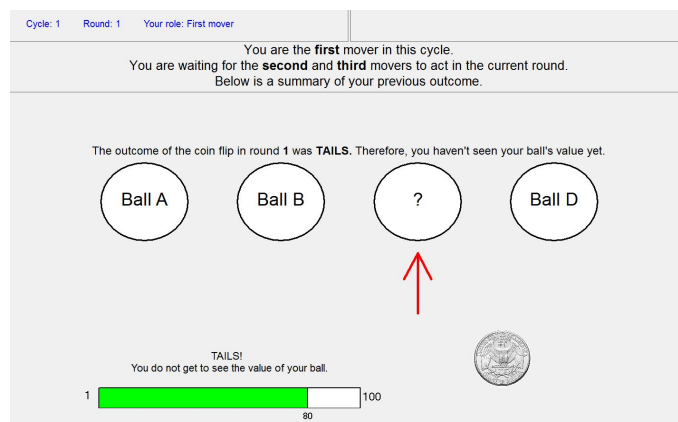 Cycle: 1 Round: 1 Your role: First mover
You are the first mover in this cycle.
You are waiting for the second and third movers to act in the current round.
Below is a summary of your previous outcome.
The outcome of the coin flip in round 1 was TAILS. Therefore, you haven't seen your ball's value yet.
Ball A Ball B ? Ball D
TAILS!
You do not get to see the value of your ball.
1 100
80